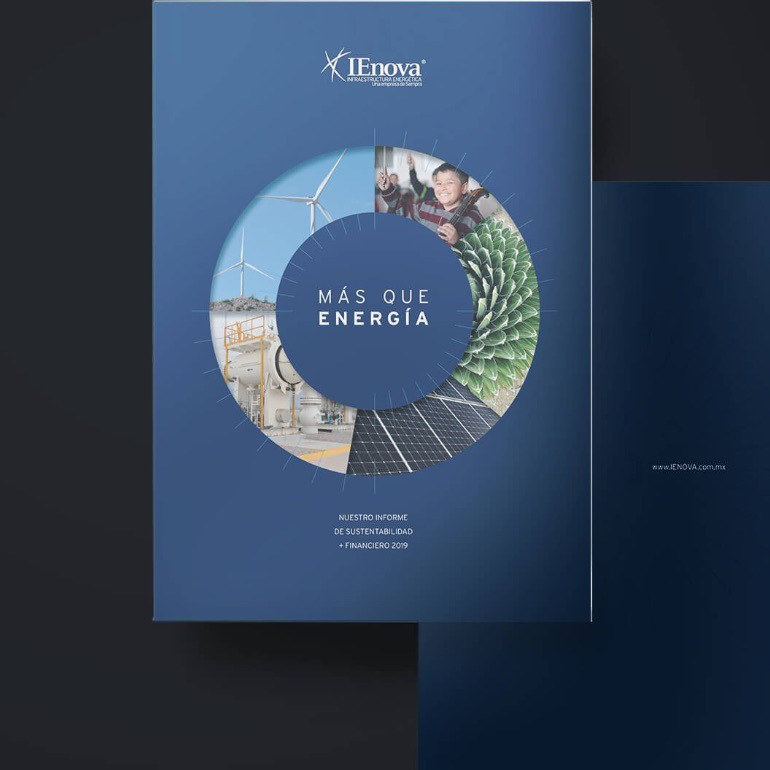 IEnova®
INFRAESTRUCTURA ENERGÉTICA
Una empresa de Sempra
MÁS QUE
ENERGÍA
NUESTRO INFORME
DE SUSTENTABILIDAD
+ FINANCIERO 2019
www.IENOVA.com.mx